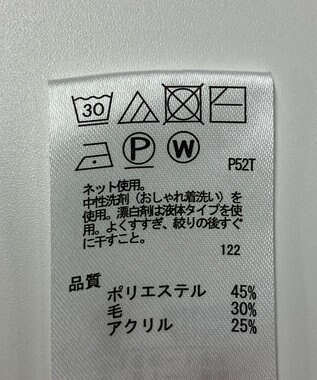 30
P W P52T
ネット使用。
中性洗剤（おしゃれ着洗い）を
使用。漂白剤は液体タイプを使
用。よくすすぎ、絞りの後すぐ
に干すこと。
122
品質
ポリエステル 45%
毛 30%
アクリル 25%